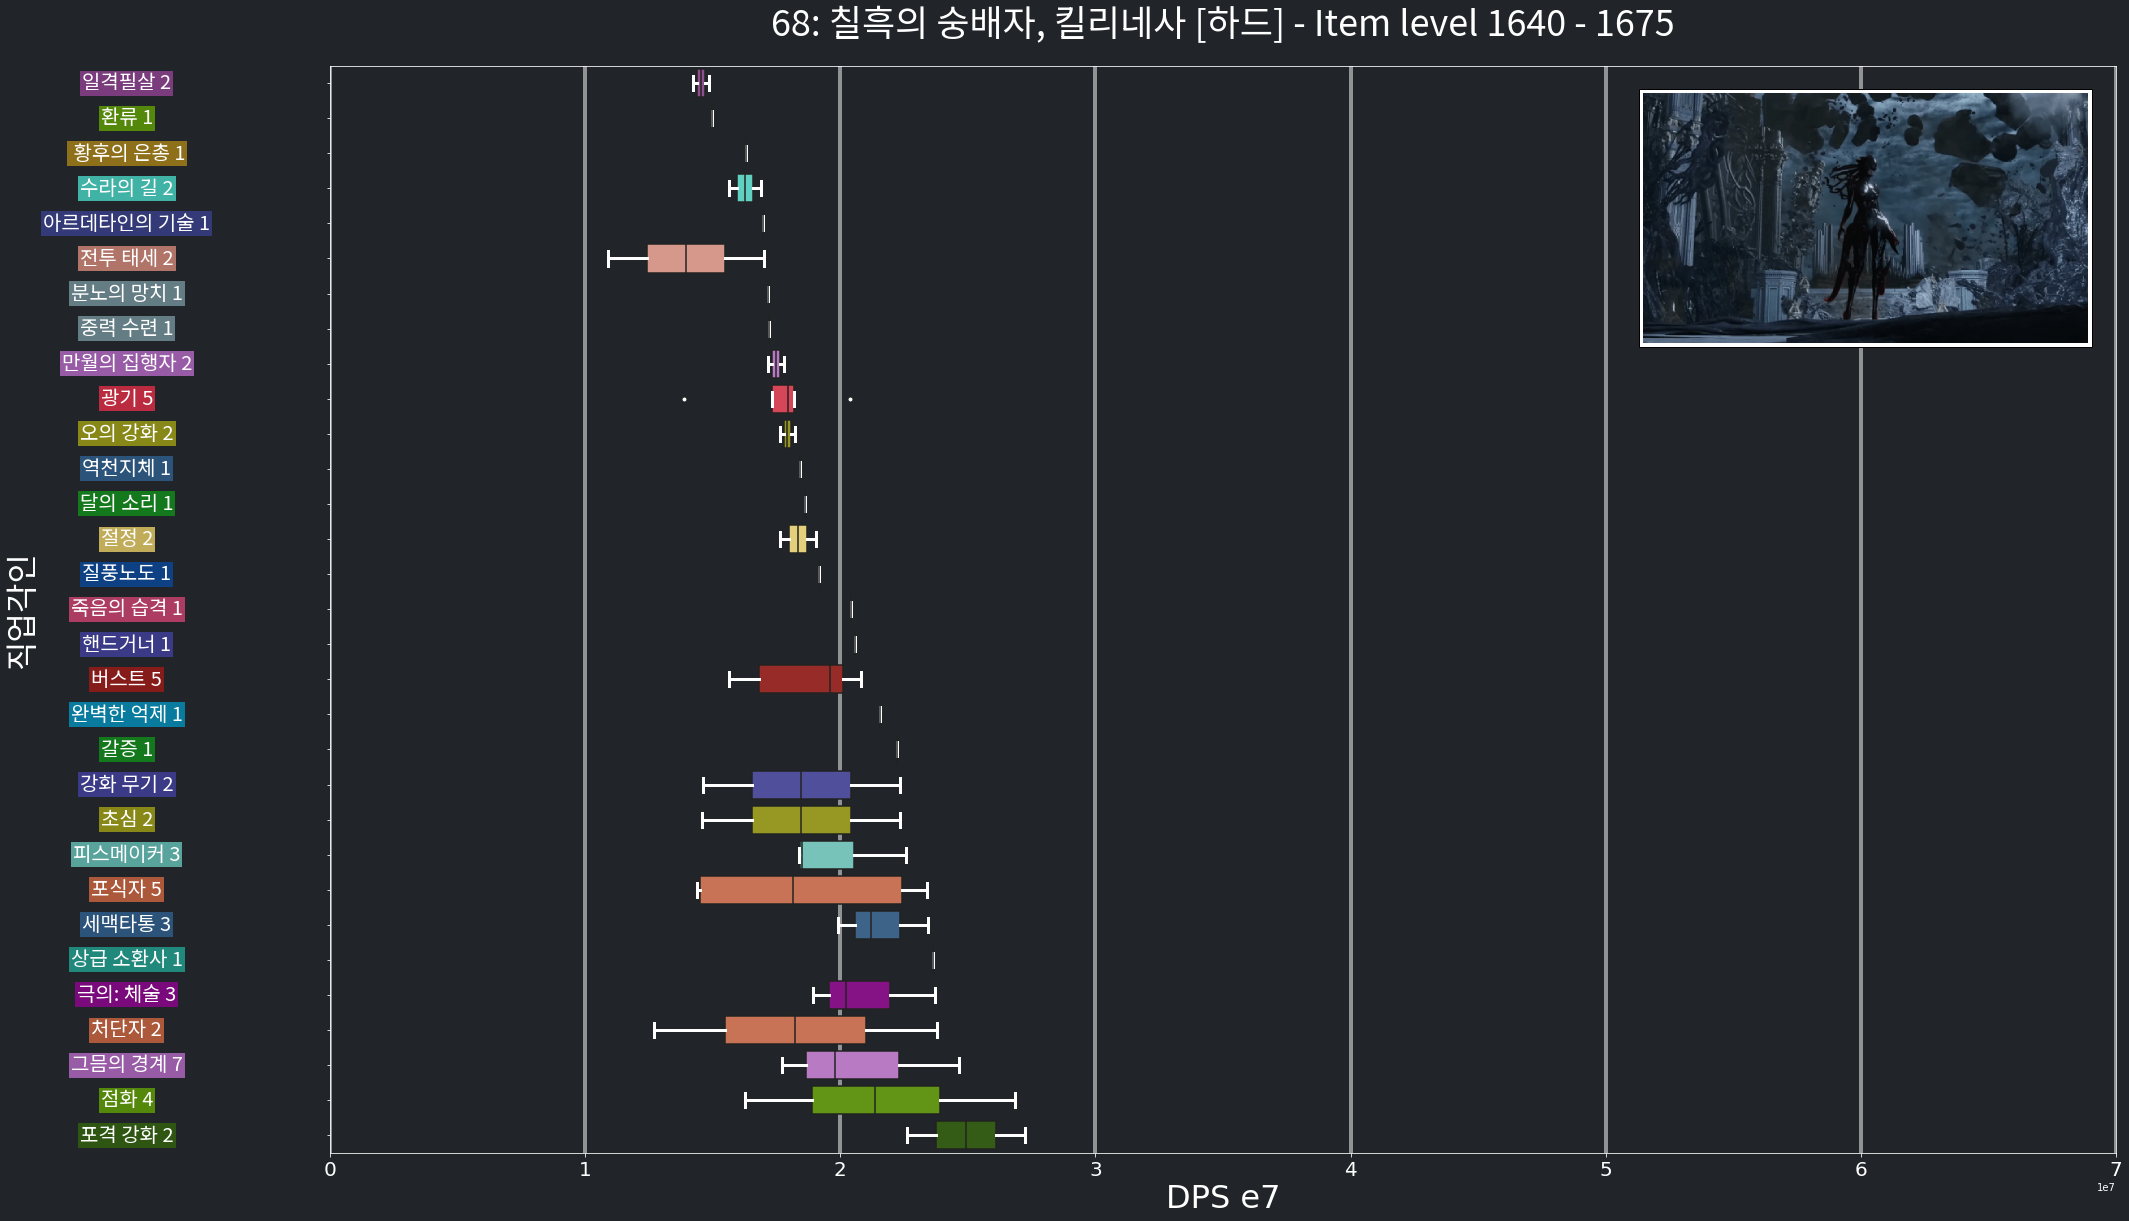 68: 칠흑의 숭배자, 킬리네사 [하드] - Item level 1640 - 1675
일격필살 2
환류 1
황후의 은총 1
수라의 길 2
아르데타인의 기술 1
전투 태세 2
분노의 망치 1
중력 수련 1
만월의 집행자 2
광기 5
오의 강화 2
역천지체 1
달의 소리 1
절정 2
질풍노도 1
죽음의 습격 1
핸드거너 1
버스트 5
완벽한 억제 1
갈증 1
강화 무기 2
초심 2
피스메이커 3
포식자 5
세맥타통 3
상급 소환사 1
극의: 체술 3
처단자 2
그믐의 경계 7
점화 4
포격 강화 2
직업각인
0 1 2 3 4 5 6 7
DPS e7
1e7